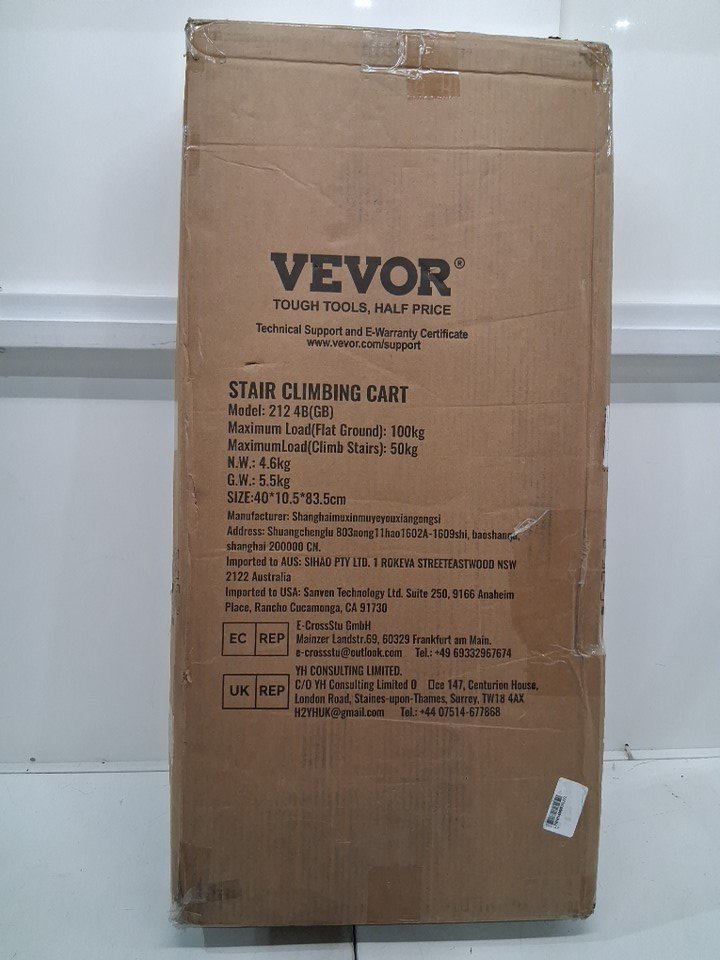 VEVOR®
TOUGH TOOLS, HALF PRICE
Technical Support and E-Warranty Certificate
www.vevor.com/support
STAIR CLIMBING CART
Model: 212 4B(GB)
Maximum Load(Flat Ground): 100kg
MaximumLoad(Climb Stairs): 50kg
N.W.: 4.6kg
G.W.: 5.5kg
SIZE:40*10.5*83.5cm
Manufacturer: Shanghaimuxinmuyeyouxiangongsi
Address: Shuangchenglu 803nong11hao1602A-1609shi, baoshanqu,
shanghai 200000 CN.
Imported to AUS: SIHAO PTY LTD. 1 ROKEVA STREETEASTWOOD NSW
2122 Australia
Imported to USA: Sanven Technology Ltd. Suite 250, 9166 Anaheim
Place, Rancho Cucamonga, CA 91730
EC REP
E-CrossStu GmbH
Mainzer Landstr.69, 60329 Frankfurt am Main.
e-crossstu@outlook.com Tel.: +49 69332967674
UK REP
YH CONSULTING LIMITED.
C/O YH Consulting Limited O□ce 147, Centurion House,
London Road, Staines-upon-Thames, Surrey, TW18 4AX
H2YHUK@gmail.com Tel.: +44 07514-677868